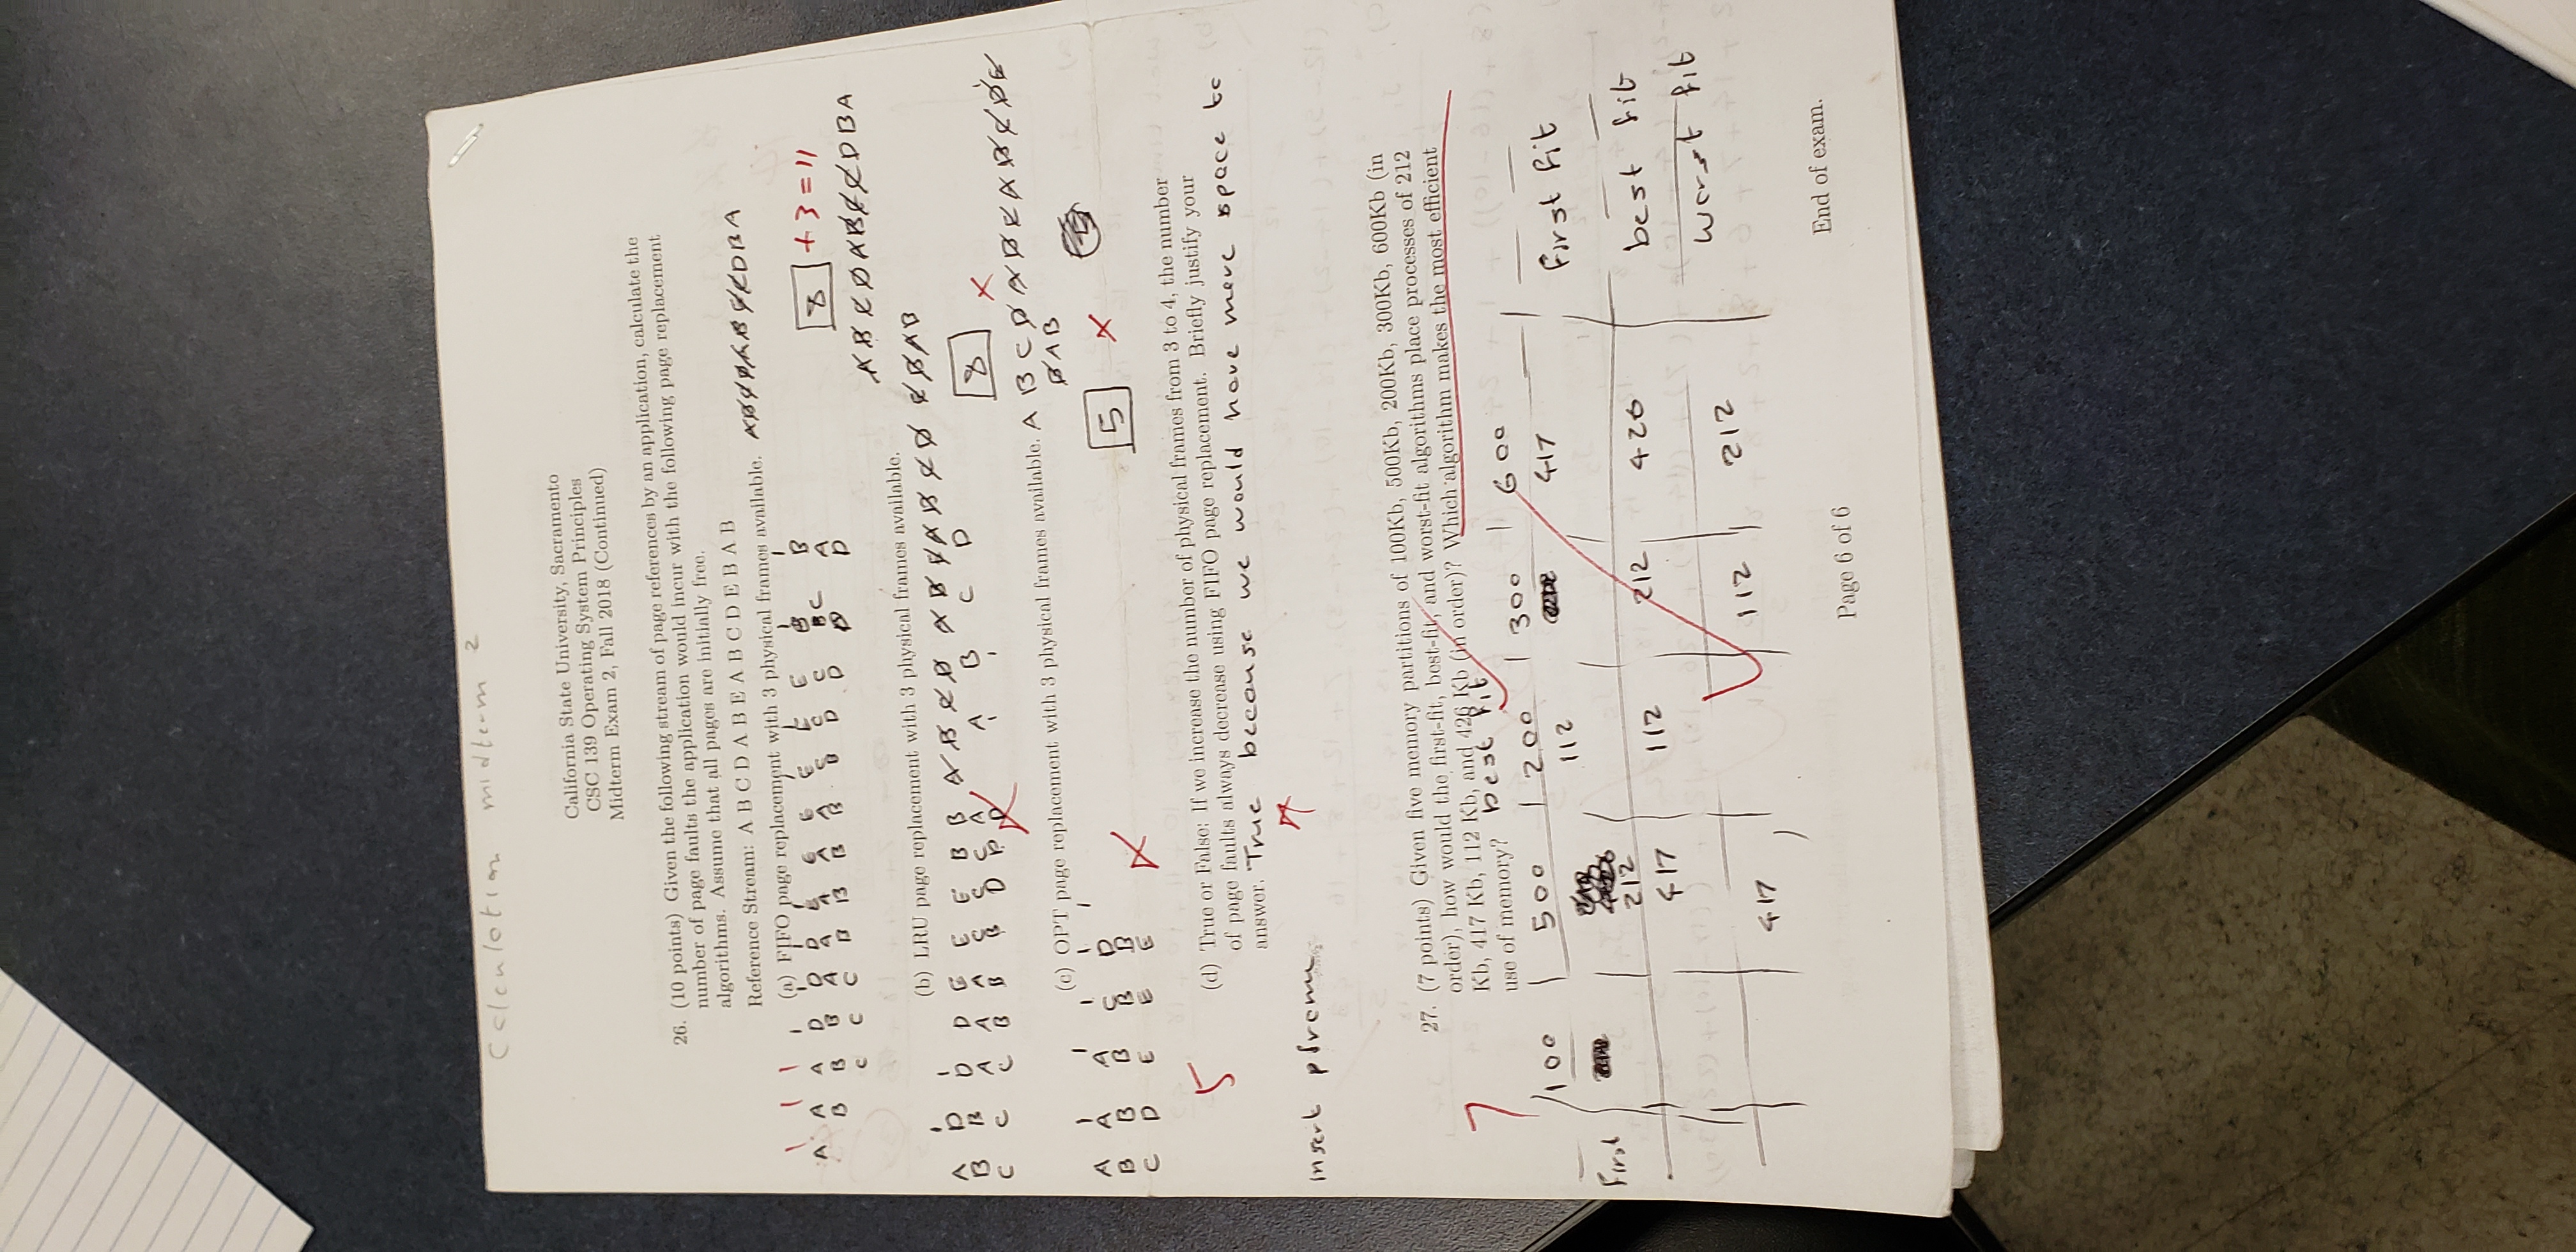 Calculation midterm 2
California State University, Sacramento
CSC 139 Operating System Principles
Midterm Exam 2, Fall 2018 (Continued)
26. (10 points) Given the following stream of page references by an application, calculate the
number of page faults the application would incur with the following page replacement
algorithms. Assume that all pages are initially free.
Reference Stream: A B C D A B E A B C D E B A B
(a) FIFO page replacement with 3 physical frames available.
8 + 3 = 11
(b) LRU page replacement with 3 physical frames available.
A B C D
8
(c) OPT page replacement with 3 physical frames available.
A A A C D
B B B B B
C D E E E
5
5
(d) True or False: If we increase the number of physical frames from 3 to 4, the number
of page faults always decrease using FIFO page replacement. Briefly justify your
answer. True because we would have more space to
insert
27. (7 points) Given five memory partitions of 100Kb, 500Kb, 200Kb, 300Kb, 600Kb (in
order), how would the first-fit, best-fit, and worst-fit algorithms place processes of 212
Kb, 417 Kb, 112 Kb, and 426 Kb (in order)? Which algorithm makes the most efficient
use of memory? best fit
7
100 500 200 300 600
First 212 112 417 first fit
417 112 212 426 best fit
417 112 212 worst fit
End of exam.
Page 6 of 6